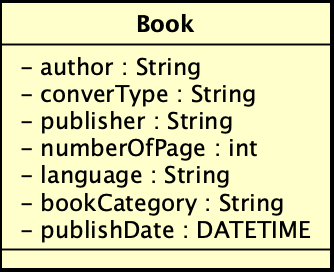 Book
- author : String
- converType : String
- publisher : String
- numberOfPage : int
- language : String
- bookCategory : String
- publishDate : DATETIME